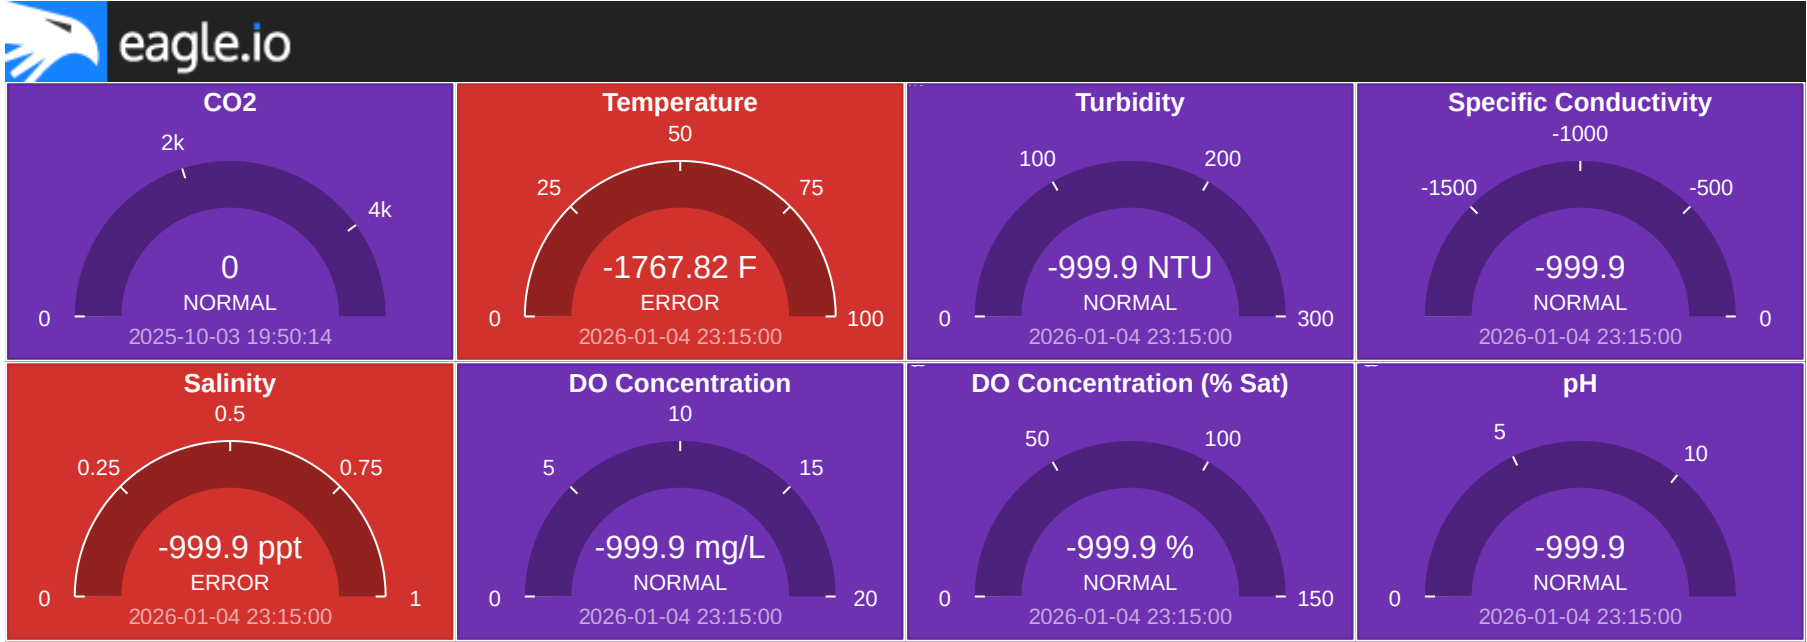 eagle.io
CO2
2k
4k
0
NORMAL
0
2025-10-03 19:50:14
Temperature
50
25
75
-1767.82 F
ERROR
0
100
2026-01-04 23:15:00
Turbidity
100
200
-999.9 NTU
NORMAL
0
300
2026-01-04 23:15:00
Specific Conductivity
-1000
-1500
-500
-999.9
NORMAL
0
2026-01-04 23:15:00
Salinity
0.5
0.25
0.75
-999.9 ppt
ERROR
0
1
2026-01-04 23:15:00
DO Concentration
10
5
15
-999.9 mg/L
NORMAL
0
20
2026-01-04 23:15:00
DO Concentration (% Sat)
50
100
-999.9 %
NORMAL
0
150
2026-01-04 23:15:00
pH
5
10
-999.9
NORMAL
0
2026-01-04 23:15:00